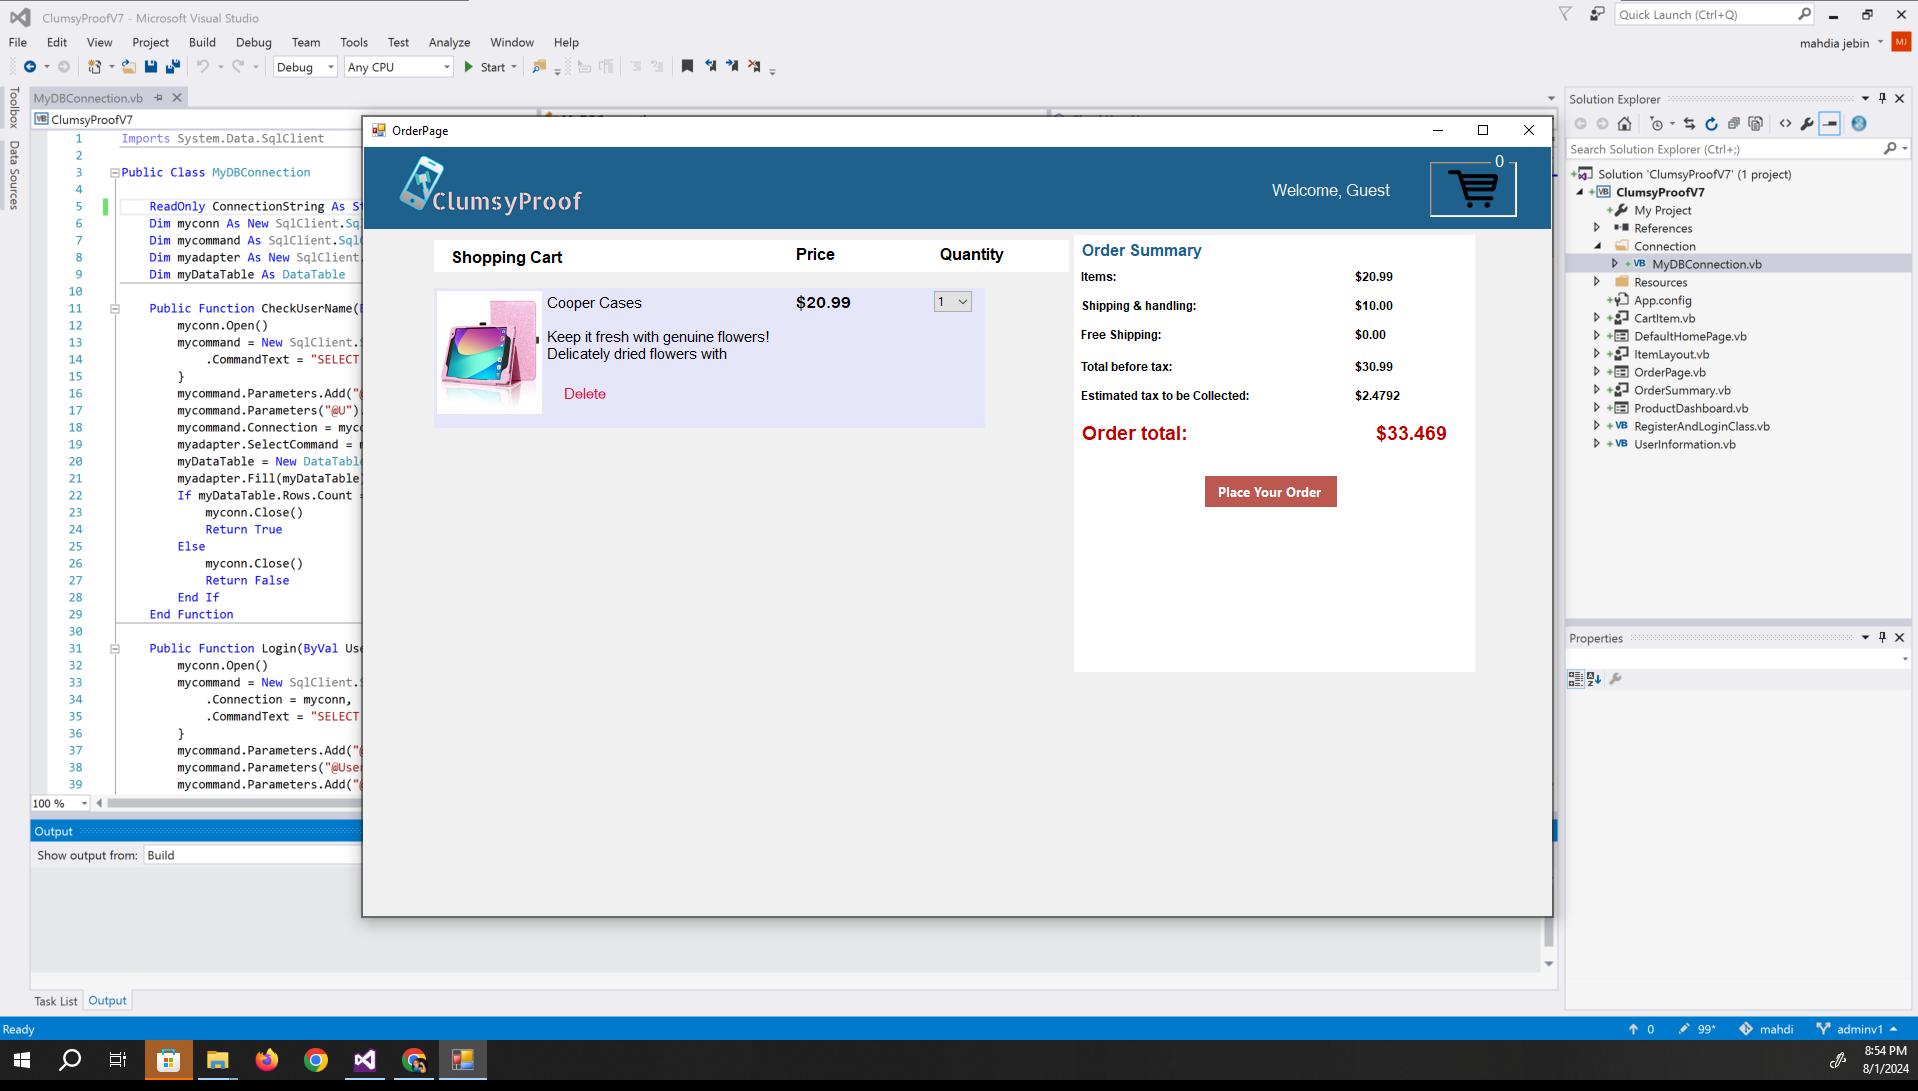 ClumsyProofV7 - Microsoft Visual Studio
Quick Launch (Ctrl+Q)
File Edit View Project Build Debug Team Tools Test Analyze Window Help
mahdia jebin
MJ
Debug
Any CPU
Start
Toolbox
Data Sources
MyDBConnection.vb
VB ClumsyProofV7
1 Imports System.Data.SqlClient
2
3 Public Class MyDBConnection
4
5 ReadOnly ConnectionString As
6 Dim myconn As New SqlClient.
7 Dim mycommand As SqlClient.
8 Dim myadapter As New SqlClient.
9 Dim myDataTable As DataTable
10
11 Public Function CheckUserName(
12 myconn.Open()
13 mycommand = New SqlClient.
14 .CommandText = "SELECT
15 }
16 mycommand.Parameters.Add("@
17 mycommand.Parameters("@U").
18 mycommand.Connection =
19 myadapter.SelectCommand =
20 myDataTable = New
21 myadapter.Fill(myDataTable
22 If myDataTable.Rows.Count =
23 myconn.Close()
24 Return True
25 Else
26 myconn.Close()
27 Return False
28 End If
29 End Function
30
31 Public Function Login(ByVal
32 myconn.Open()
33 mycommand = New SqlClient.
34 .Connection = myconn,
35 .CommandText = "SELECT
36 }
37 mycommand.Parameters.Add("@
38 mycommand.Parameters("@
39 mycommand.Parameters.Add("@
100 %
Output
Show output from: Build
Task List Output
Ready
OrderPage
ClumsyProof
Welcome, Guest
0
Shopping Cart Price Quantity
Cooper Cases $20.99 1
Keep it fresh with genuine flowers!
Delicately dried flowers with
Delete
Order Summary
Items: $20.99
Shipping & handling: $10.00
Free Shipping: $0.00
Total before tax: $30.99
Estimated tax to be Collected: $2.4792
Order total: $33.469
Place Your Order
Solution Explorer
Search Solution Explorer (Ctrl+;)
Solution 'ClumsyProofV7' (1 project)
VB ClumsyProofV7
My Project
References
Connection
VB MyDBConnection.vb
Resources
App.config
CartItem.vb
DefaultHomePage.vb
ItemLayout.vb
OrderPage.vb
OrderSummary.vb
ProductDashboard.vb
VB RegisterAndLoginClass.vb
VB UserInformation.vb
Properties
0 99* mahdi adminv1
8:54 PM
8/1/2024